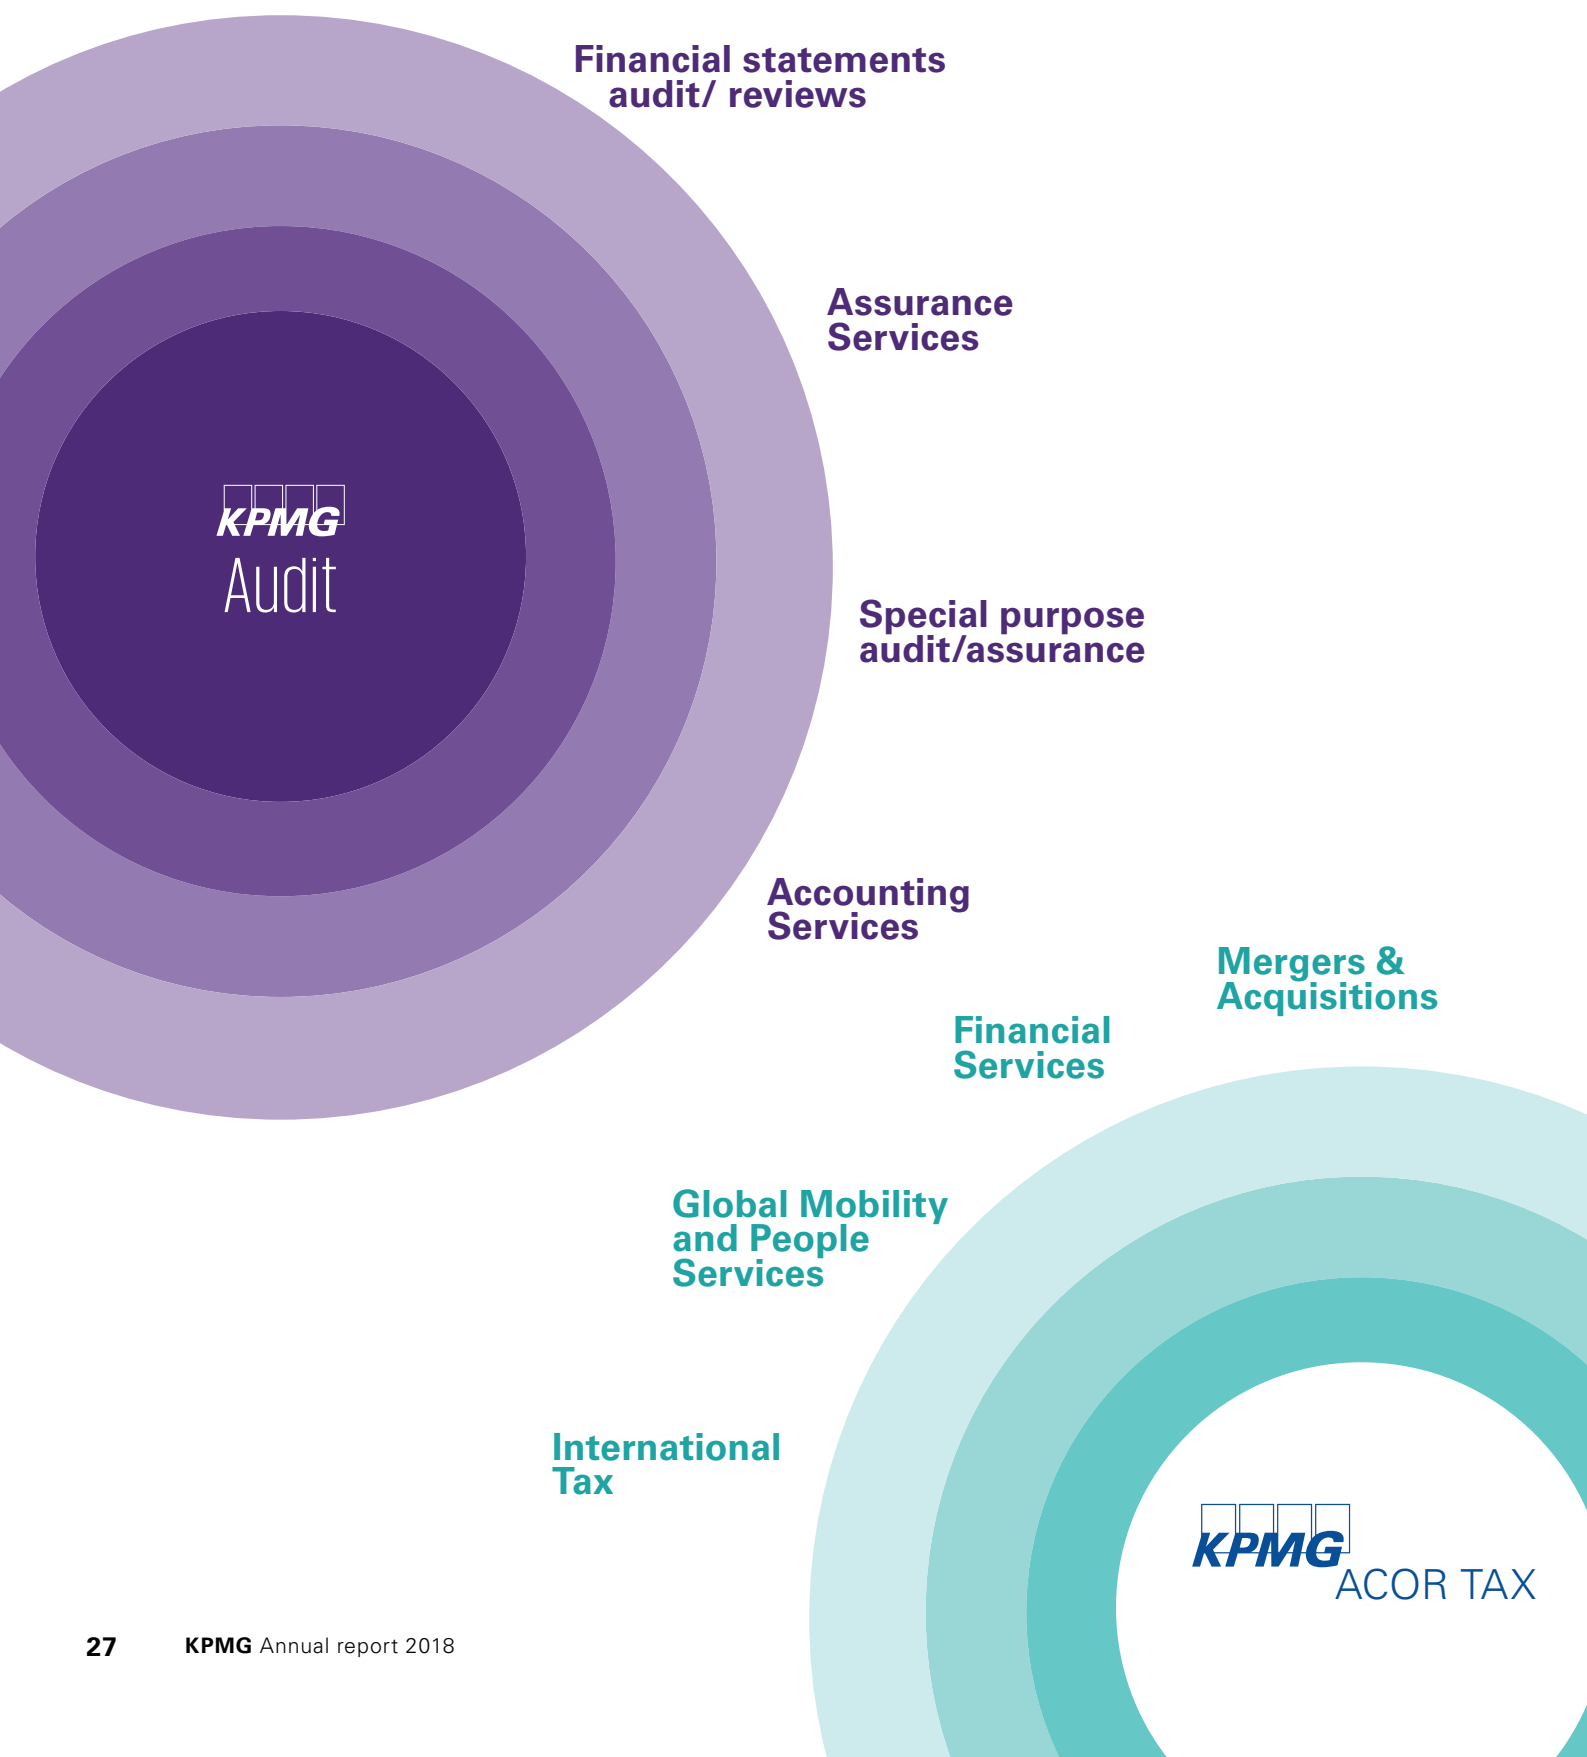 Financial statements
audit/ reviews
Assurance
Services
KPMG
Audit
Special purpose
audit/assurance
Accounting
Services
Mergers &
Acquisitions
Financial
Services
Global Mobility
and People
Services
International
Tax
KPMG
ACOR TAX
27 KPMG Annual report 2018